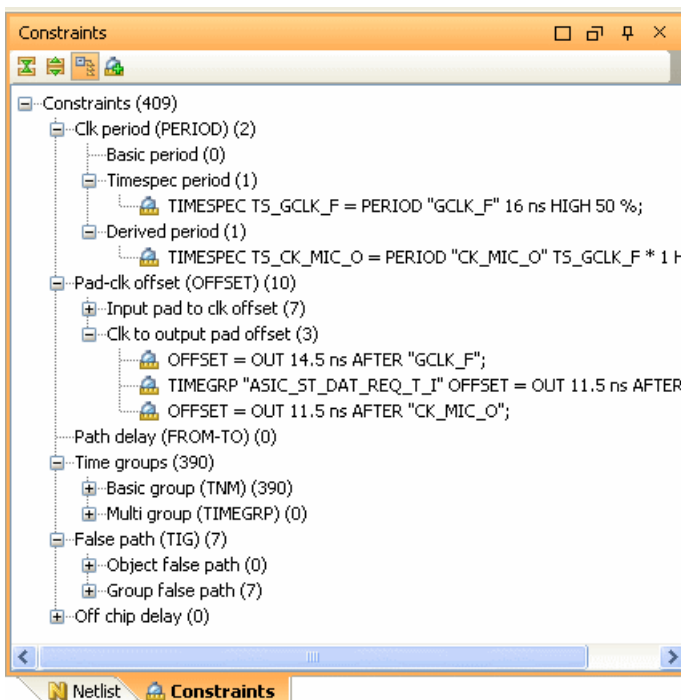 Constraints
Constraints (409)
Clk period (PERIOD) (2)
Basic period (0)
Timespec period (1)
TIMESPEC TS_GCLK_F = PERIOD "GCLK_F" 16 ns HIGH 50 %;
Derived period (1)
TIMESPEC TS_CK_MIC_O = PERIOD "CK_MIC_O" TS_GCLK_F * 1 H
Pad-clk offset (OFFSET) (10)
Input pad to clk offset (7)
Clk to output pad offset (3)
OFFSET = OUT 14.5 ns AFTER "GCLK_F";
TIMEGRP "ASIC_ST_DAT_REQ_T_I" OFFSET = OUT 11.5 ns AFTER
OFFSET = OUT 11.5 ns AFTER "CK_MIC_O";
Path delay (FROM-TO) (0)
Time groups (390)
Basic group (TNM) (390)
Multi group (TIMEGRP) (0)
False path (TIG) (7)
Object false path (0)
Group false path (7)
Off chip delay (0)
Netlist Constraints